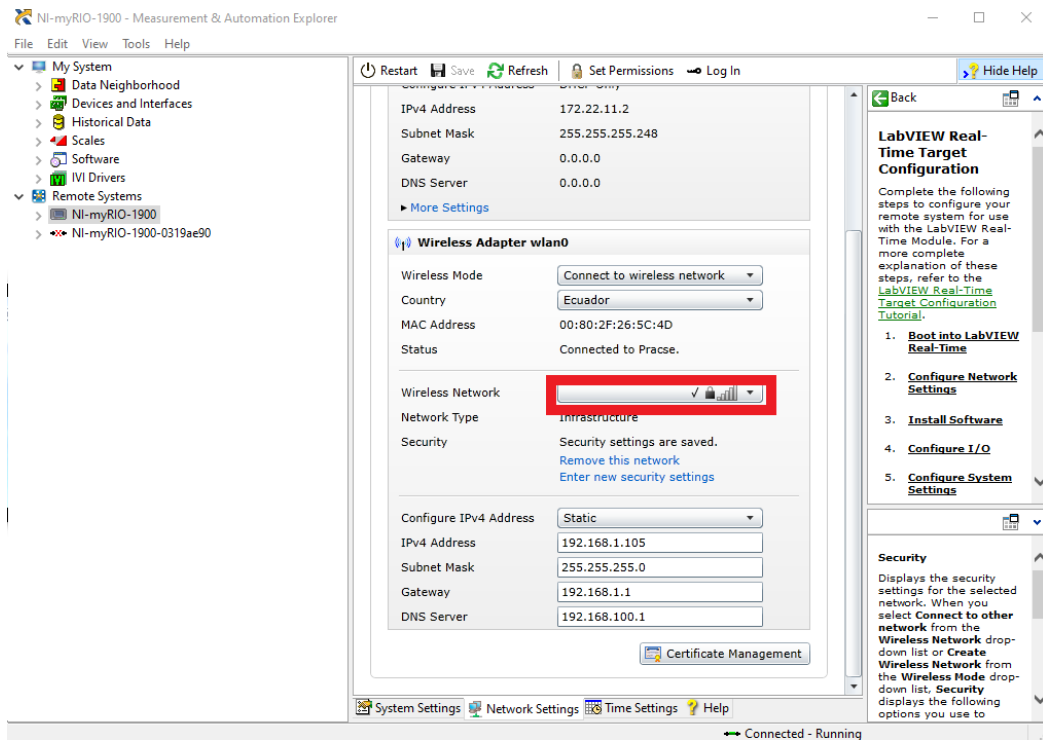 NI-myRIO-1900 - Measurement & Automation Explorer
File Edit View Tools Help
My System
Data Neighborhood
Devices and Interfaces
Historical Data
Scales
Software
IVI Drivers
Remote Systems
NI-myRIO-1900
NI-myRIO-1900-0319ae90
Restart Save Refresh Set Permissions Log In Hide Help
IPv4 Address 172.22.11.2
Subnet Mask 255.255.255.248
Gateway 0.0.0.0
DNS Server 0.0.0.0
More Settings
Wireless Adapter wlan0
Wireless Mode Connect to wireless network
Country Ecuador
MAC Address 00:80:2F:26:5C:4D
Status Connected to Pracse.
Wireless Network
Network Type Infrastructure
Security Security settings are saved.
Remove this network
Enter new security settings
Configure IPv4 Address Static
IPv4 Address 192.168.1.105
Subnet Mask 255.255.255.0
Gateway 192.168.1.1
DNS Server 192.168.100.1
Certificate Management
System Settings Network Settings Time Settings Help
Back
LabVIEW Real-
Time Target
Configuration
Complete the following
steps to configure your
remote system for use
with the LabVIEW Real-
Time Module. For a
more complete
explanation of these
steps, refer to the
LabVIEW Real-Time
Target Configuration
Tutorial.
1. Boot into LabVIEW
Real-Time
2. Configure Network
Settings
3. Install Software
4. Configure I/O
5. Configure System
Settings
Security
Displays the security
settings for the selected
network. When you
select Connect to other
network from the
Wireless Network drop-
down list or Create
Wireless Network from
the Wireless Mode drop-
down list, Security
displays the following
options you use to
Connected - Running